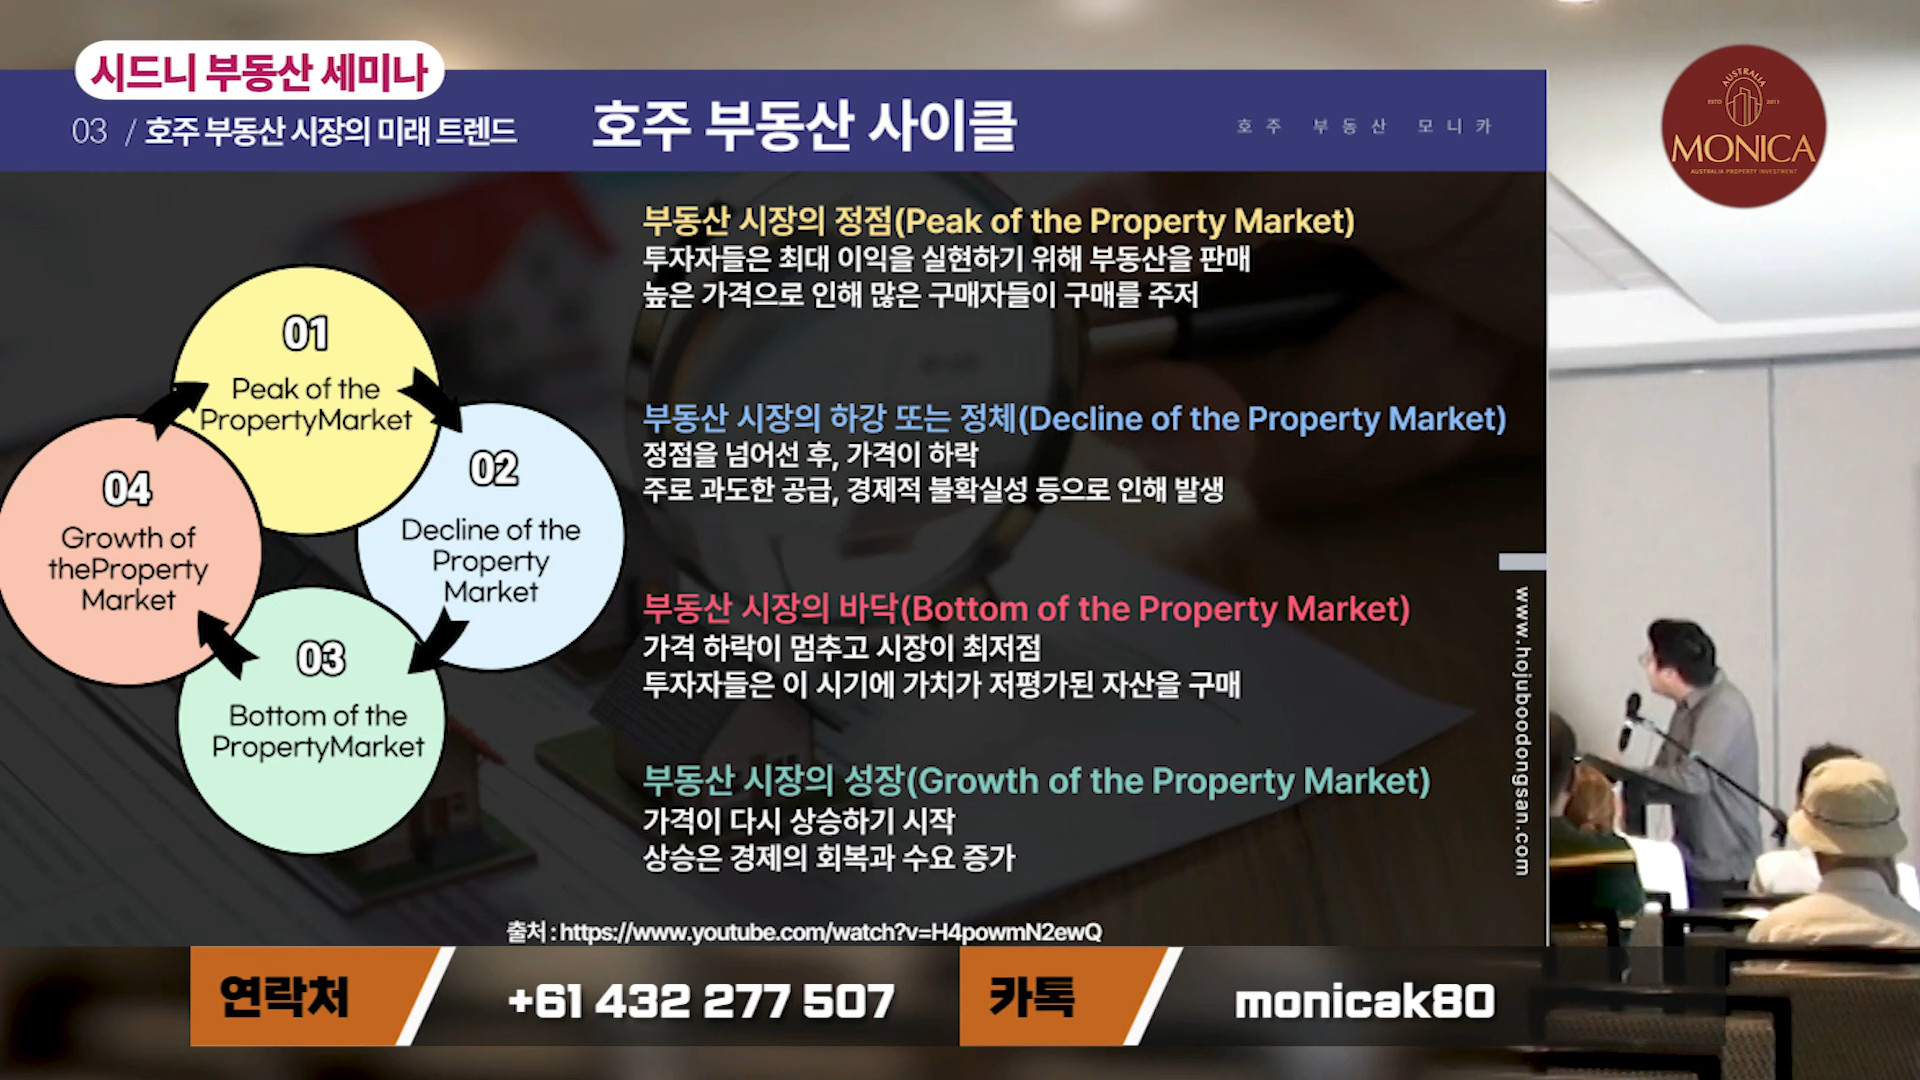 시드니 부동산 세미나
03 / 호주 부동산 시장의 미래 트렌드
호주 부동산 사이클
호주 부동산 모니카
AUSTRALIA
ESTD 2011
MONICA
AUSTRALIA PROPERTY INVESTMENT
01
Peak of the
PropertyMarket
02
Decline of the
Property
Market
03
Bottom of the
PropertyMarket
04
Growth of
theProperty
Market
부동산 시장의 정점(Peak of the Property Market)
투자자들은 최대 이익을 실현하기 위해 부동산을 판매
높은 가격으로 인해 많은 구매자들이 구매를 주저
부동산 시장의 하강 또는 정체(Decline of the Property Market)
정점을 넘어선 후, 가격이 하락
주로 과도한 공급, 경제적 불확실성 등으로 인해 발생
부동산 시장의 바닥(Bottom of the Property Market)
가격 하락이 멈추고 시장이 최저점
투자자들은 이 시기에 가치가 저평가된 자산을 구매
부동산 시장의 성장(Growth of the Property Market)
가격이 다시 상승하기 시작
상승은 경제의 회복과 수요 증가
www.hojuboodongsan.com
출처 : https://www.youtube.com/watch?v=H4powmN2ewQ
연락처
+61 432 277 507
카톡
monicak80